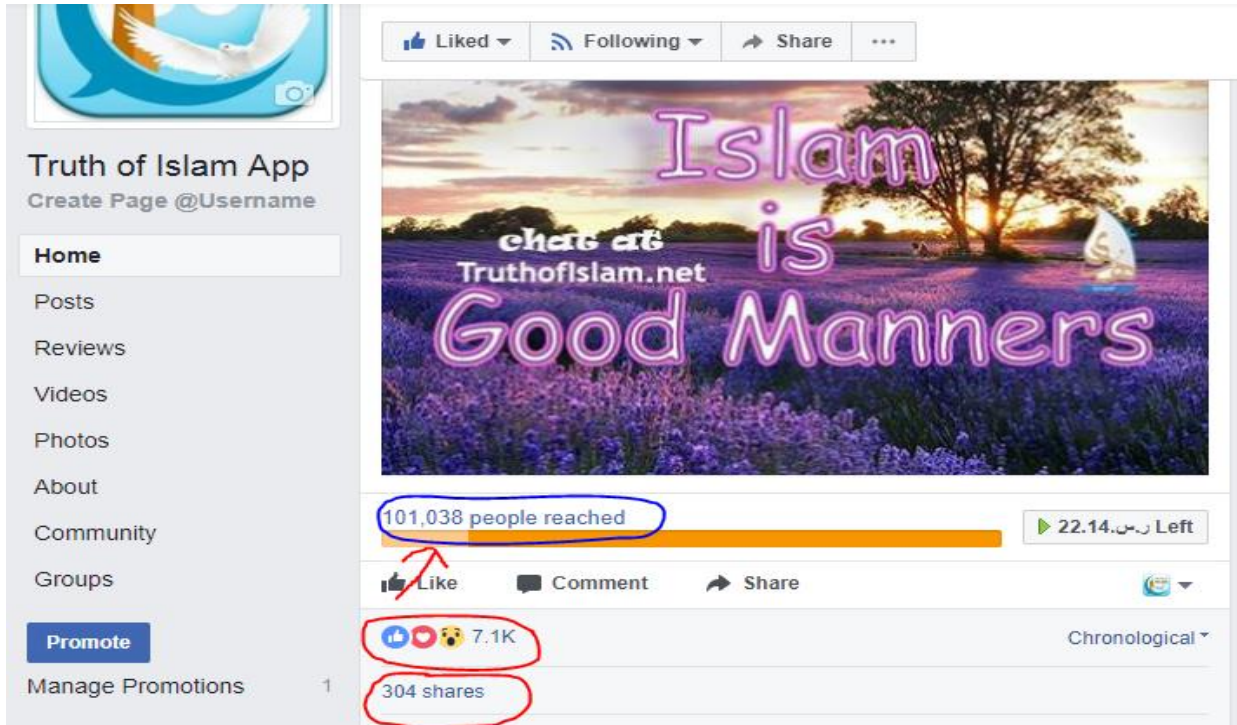 Liked
Following
Share
Truth of Islam App
Create Page @Username
Home
Posts
Reviews
Videos
Photos
About
Community
Groups
Promote
Manage Promotions 1
Islam
is
Good Manners
chat at
TruthofIslam.net
101,038 people reached
22.14.ر.س Left
Like
Comment
Share
7.1K
Chronological
304 shares